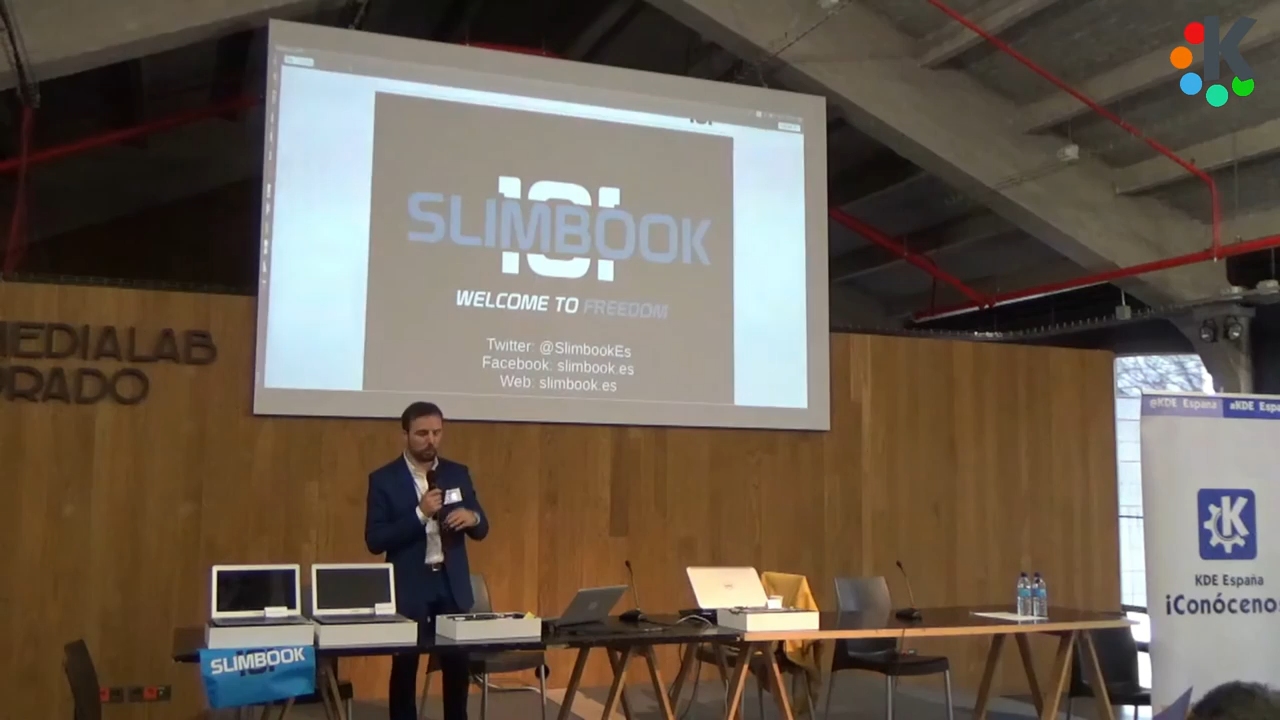 SLIMBOOK
WELCOME TO FREEDOM
Twitter: @SlimbookEs
Facebook: slimbook.es
Web: slimbook.es
MEDIALAB
PRADO
SLIMBOOK
@KDE España
KDE España
¡Conóceno
K